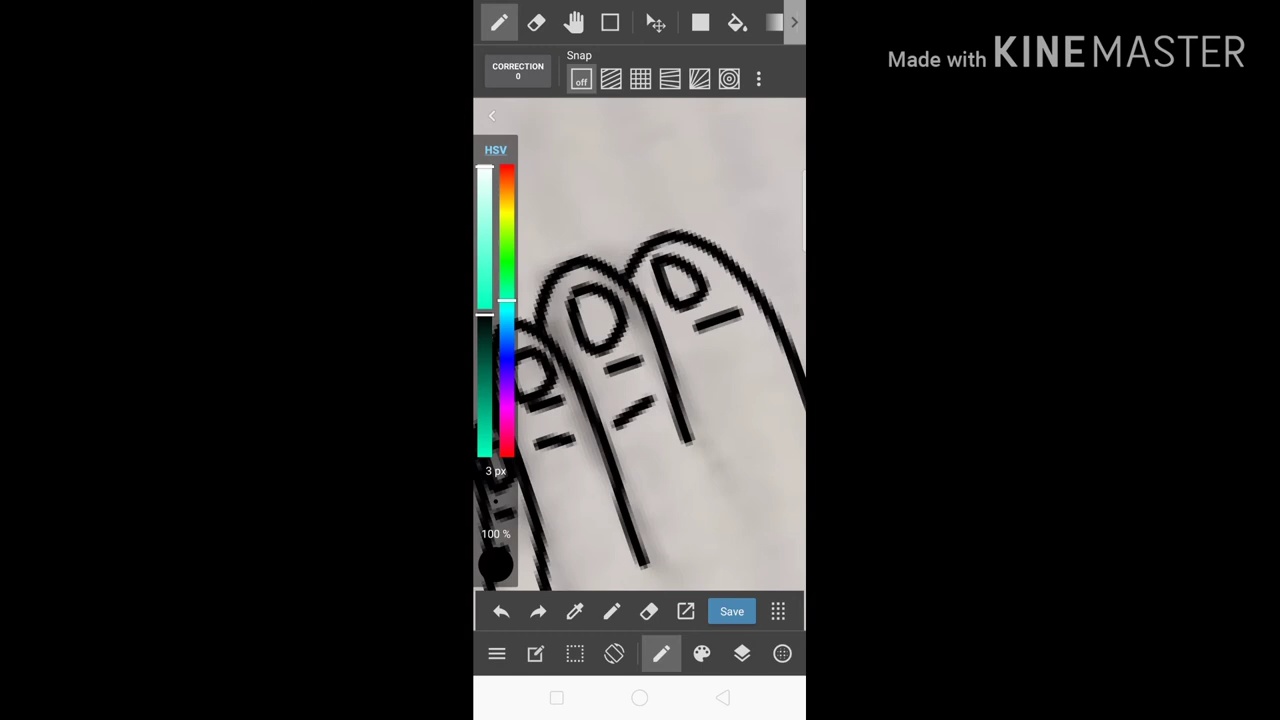 Made with KINEMASTER
Snap
CORRECTION
0
off
HSV
3 px
100 %
Save